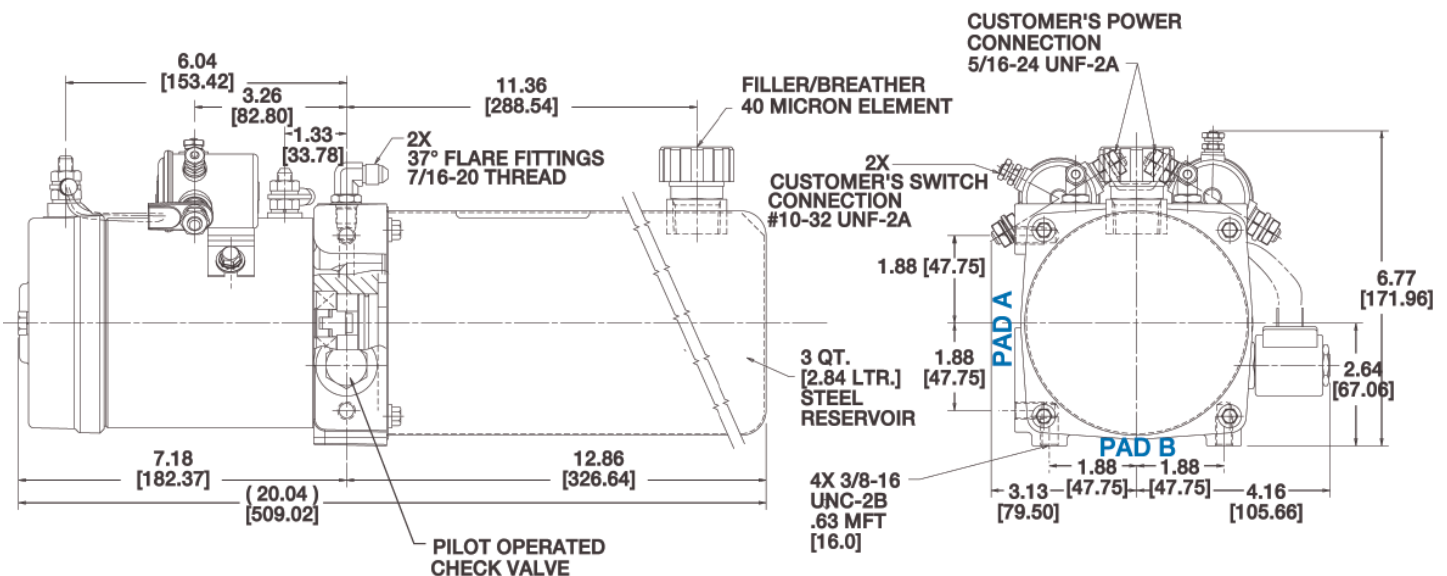 6.04
[153.42]
3.26
[82.80]
1.33
[33.78]
11.36
[288.54]
2X
37° FLARE FITTINGS
7/16-20 THREAD
FILLER/BREATHER
40 MICRON ELEMENT
7.18
[182.37]
12.86
[326.64]
( 20.04 )
[509.02]
PILOT OPERATED
CHECK VALVE
3 QT.
[2.84 LTR.]
STEEL
RESERVOIR
CUSTOMER'S POWER
CONNECTION
5/16-24 UNF-2A
2X
CUSTOMER'S SWITCH
CONNECTION
#10-32 UNF-2A
1.88 [47.75]
PAD A
1.88
[47.75]
6.77
[171.96]
2.64
[67.06]
PAD B
1.88
[47.75]
1.88
[47.75]
3.13
[79.50]
4.16
[105.66]
4X 3/8-16
UNC-2B
.63 MFT
[16.0]